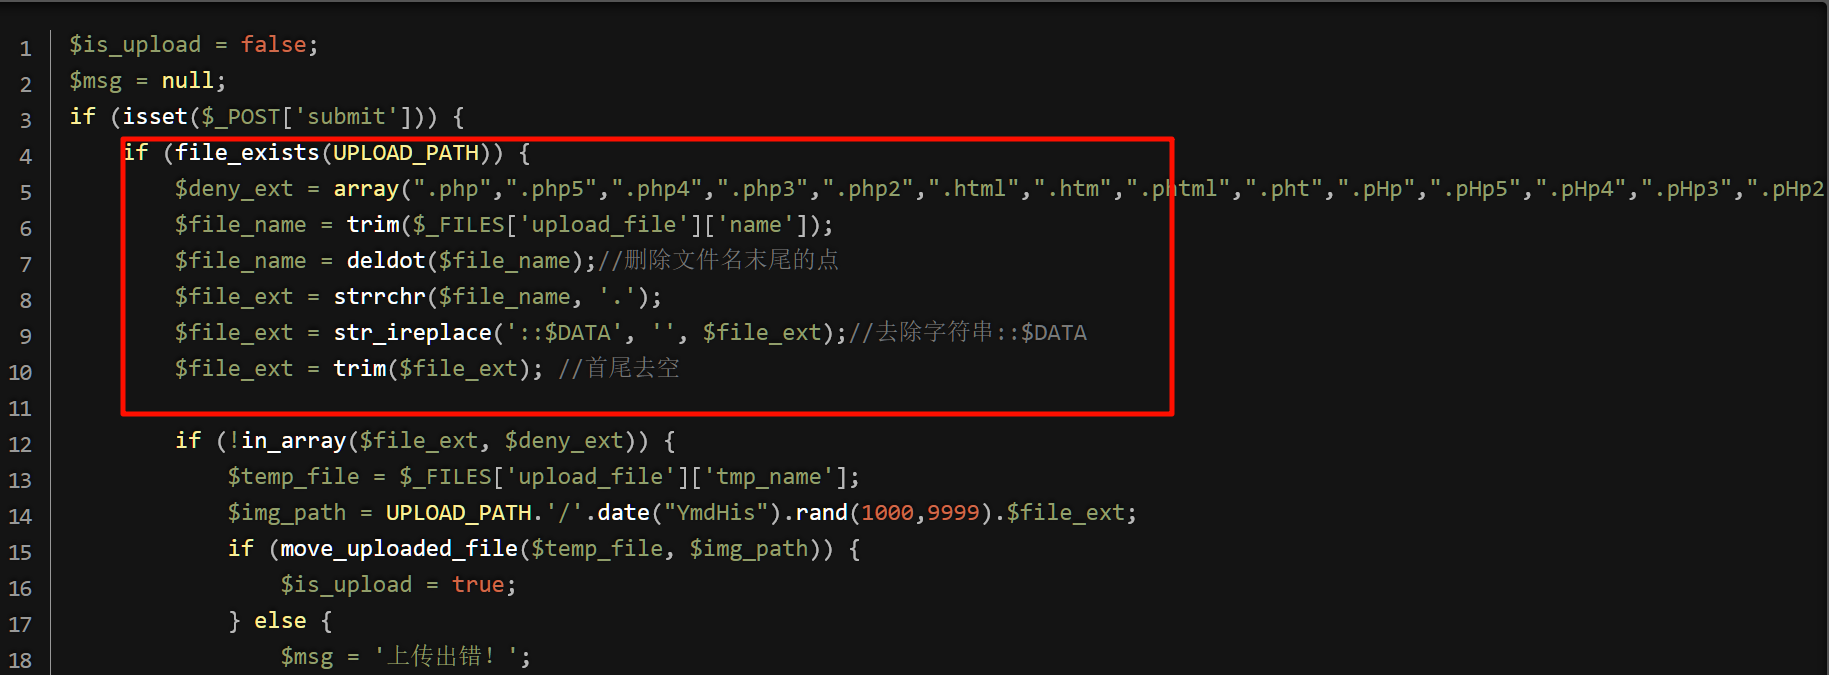 1 $is_upload = false;
2 $msg = null;
3 if (isset($_POST['submit'])) {
4 if (file_exists(UPLOAD_PATH)) {
5 $deny_ext = array(".php",".php5",".php4",".php3",".php2",".html",".htm",".phtml",".pht",".pHp",".pHp5",".pHp4",".pHp3",".pHp2
6 $file_name = trim($_FILES['upload_file']['name']);
7 $file_name = deldot($file_name);//删除文件名末尾的点
8 $file_ext = strrchr($file_name, '.');
9 $file_ext = str_ireplace('::$DATA', '', $file_ext);//去除字符串::$DATA
10 $file_ext = trim($file_ext); //首尾去空
11
12 if (!in_array($file_ext, $deny_ext)) {
13 $temp_file = $_FILES['upload_file']['tmp_name'];
14 $img_path = UPLOAD_PATH.'/'.date("YmdHis").rand(1000,9999).$file_ext;
15 if (move_uploaded_file($temp_file, $img_path)) {
16 $is_upload = true;
17 } else {
18 $msg = '上传出错！';